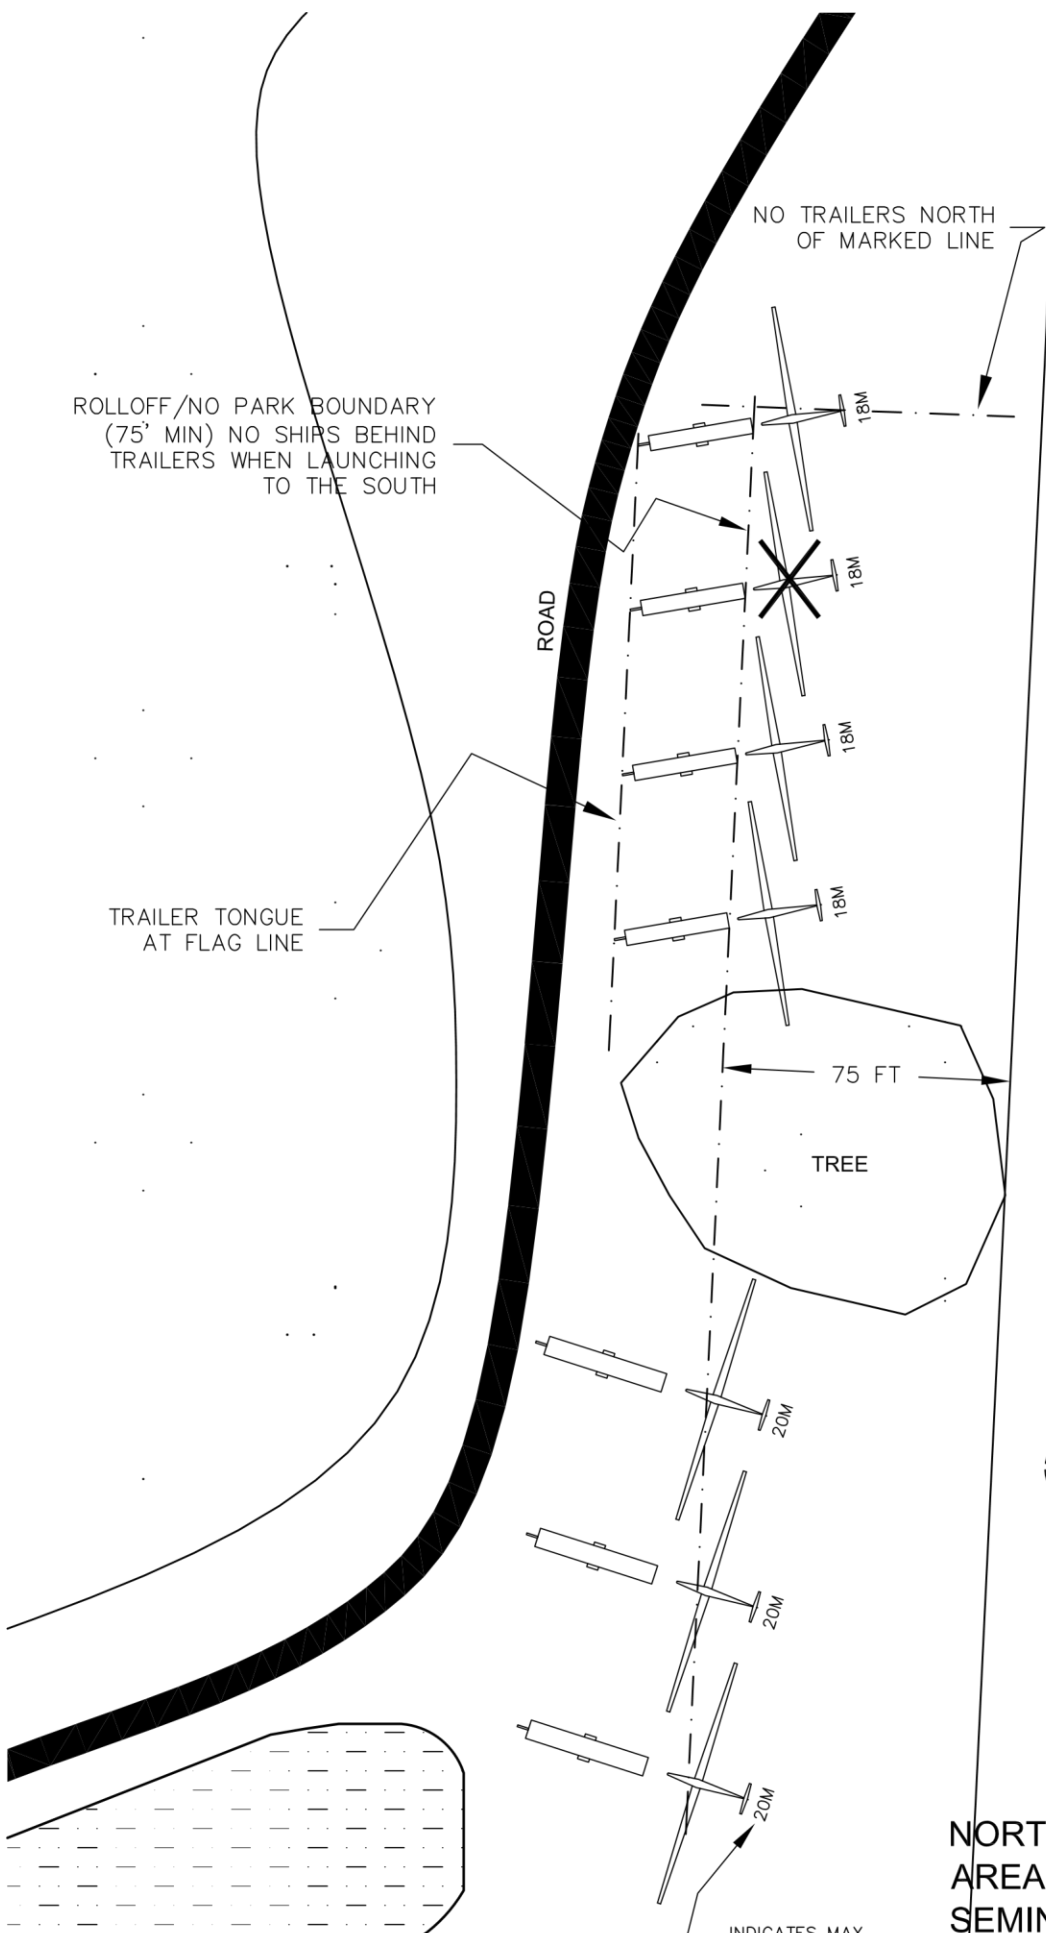 NO TRAILERS NORTH
OF MARKED LINE
18M
ROLLOFF/NO PARK BOUNDARY
(75' MIN) NO SHIPS BEHIND
TRAILERS WHEN LAUNCHING
TO THE SOUTH
18M
ROAD
18M
18M
TRAILER TONGUE
AT FLAG LINE
75 FT
TREE
20M
20M
20M
NORT
AREA
SEMIN
INDICATES MAX